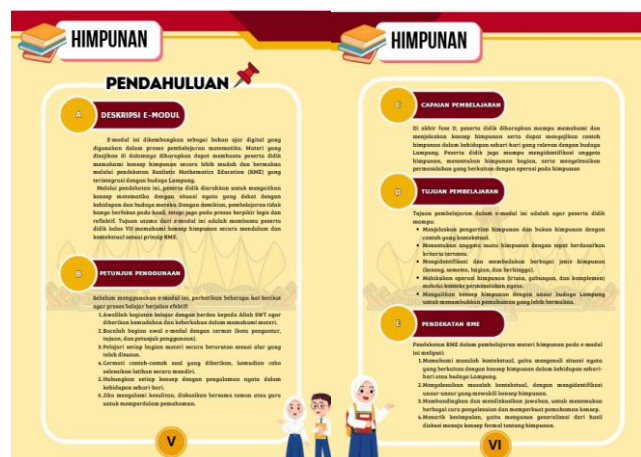 HIMPUNAN
PENDAHULUAN
A
DESKRIPSI E-MODUL
E-modul ini dikembangkan sebagai bahan ajar digital yang
digunakan dalam proses pembelajaran matematika. Materi yang
disajikan di dalamnya diharapkan dapat membantu peserta didik
memahami konsep himpunan secara lebih mudah dan bermakna
melalui pendekatan Realistic Mathematics Education (RME) yang
terintegrasi dengan budaya Lampung.
Melalui pendekatan ini, peserta didik diarahkan untuk mengaitkan
konsep matematika dengan situasi nyata yang dekat dengan
kehidupan dan budaya mereka. Dengan demikian, pembelajaran tidak
hanya berfokus pada hasil, tetapi juga pada proses berpikir logis dan
reflektif. Tujuan utama dari e-modul ini adalah membantu peserta
didik kelas VII memahami konsep himpunan secara mendalam dan
kontekstual sesuai prinsip RME.
B
PETUNJUK PENGGUNAAN
Sebelum menggunakan e-modul ini, perhatikan beberapa hal berikut
agar proses belajar berjalan efektif:
1. Awalilah kegiatan belajar dengan berdoa kepada Allah SWT agar
diberikan kemudahan dan keberkahan dalam memahami materi.
2. Bacalah bagian awal e-modul dengan cermat (kata pengantar,
tujuan, dan petunjuk penggunaan).
3. Pelajari setiap bagian materi secara berurutan sesuai alur yang
telah disusun.
4. Cermati contoh-contoh soal yang diberikan, kemudian coba
selesaikan latihan secara mandiri.
5. Hubungkan setiap konsep dengan pengalaman nyata dalam
kehidupan sehari-hari.
6. Jika mengalami kesulitan, diskusikan bersama teman atau guru
untuk memperdalam pemahaman.
V
HIMPUNAN
C
CAPAIAN PEMBELAJARAN
Di akhir fase D, peserta didik diharapkan mampu memahami dan
menjelaskan konsep himpunan serta dapat menyajikan contoh
himpunan dalam kehidupan sehari-hari yang relevan dengan budaya
Lampung. Peserta didik juga mampu mengidentifikasi anggota
himpunan, menentukan himpunan bagian, serta menyelesaikan
permasalahan yang berkaitan dengan operasi pada himpunan
D
TUJUAN PEMBELAJARAN
Tujuan pembelajaran dalam e-modul ini adalah agar peserta didik
mampu:
• Menjelaskan pengertian himpunan dan bukan himpunan dengan
contoh yang kontekstual.
• Menentukan anggota suatu himpunan dengan tepat berdasarkan
kriteria tertentu.
• Mengidentifikasi dan membedakan berbagai jenis himpunan
(kosong, semesta, bagian, dan berhingga).
• Melakukan operasi himpunan (irisan, gabungan, dan komplemen)
melalui konteks permasalahan nyata.
• Mengaitkan konsep himpunan dengan unsur budaya Lampung
untuk menumbuhkan pemahaman yang lebih bermakna.
E
PENDEKATAN RME
Pendekatan RME dalam pembelajaran materi himpunan pada e-modul
ini meliputi:
1. Memahami masalah kontekstual, yaitu mengenali situasi nyata
yang berkaitan dengan konsep himpunan dalam kehidupan sehari-
hari atau budaya Lampung.
2. Menyelesaikan masalah kontekstual, dengan mengidentifikasi
unsur-unsur yang mewakili konsep himpunan.
3. Membandingkan dan mendiskusikan jawaban, untuk menemukan
berbagai cara penyelesaian dan memperkuat pemahaman konsep.
4. Menarik kesimpulan, yaitu menyusun generalisasi dari hasil
diskusi menuju konsep formal tentang himpunan.
VI